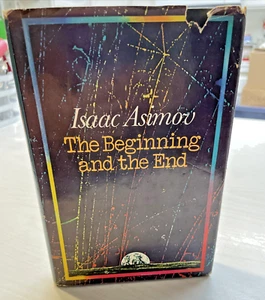 Isaac Asimov
The Beginning
and the End